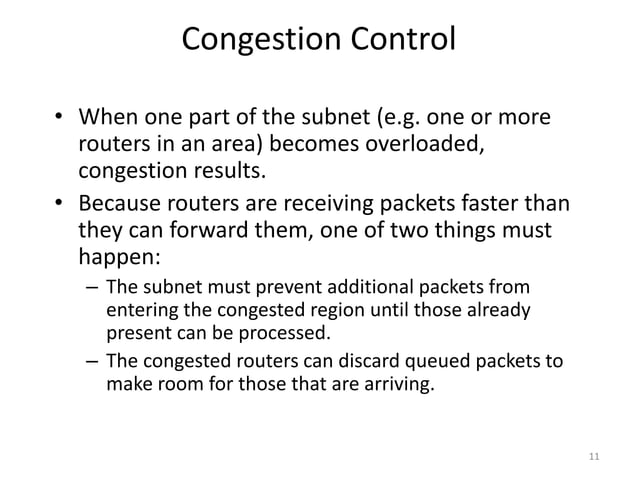 Congestion Control
• When one part of the subnet (e.g. one or more
routers in an area) becomes overloaded,
congestion results.
• Because routers are receiving packets faster than
they can forward them, one of two things must
happen:
– The subnet must prevent additional packets from
entering the congested region until those already
present can be processed.
– The congested routers can discard queued packets to
make room for those that are arriving.
11